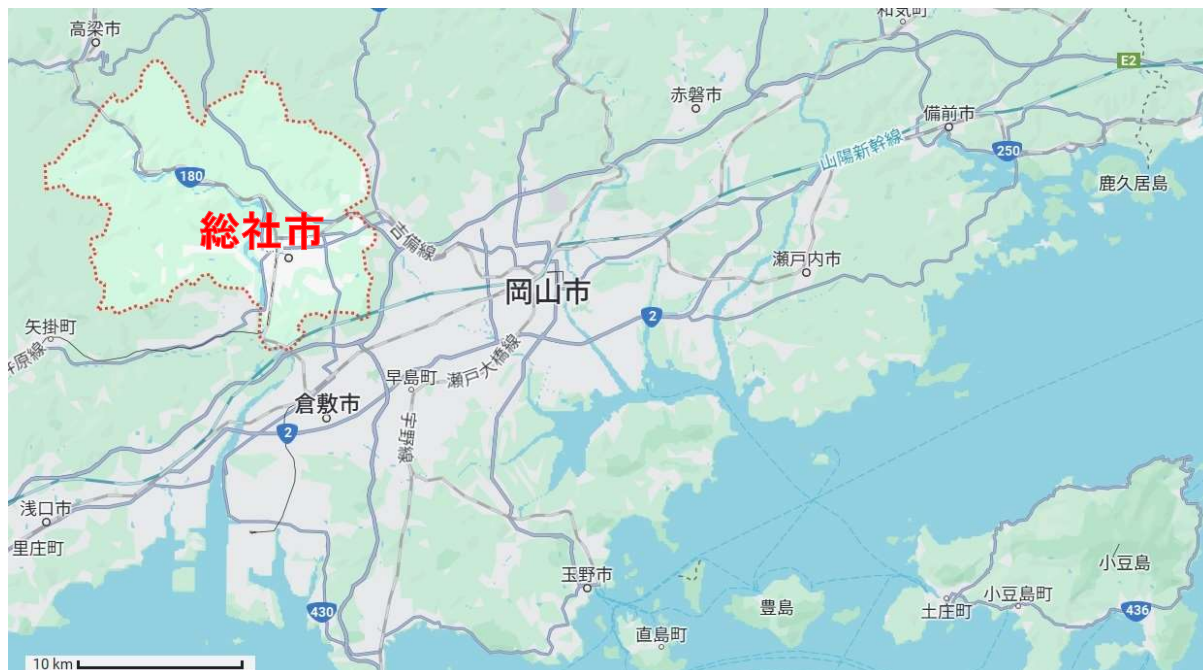 高梁市
和気町
E2
赤磐市
備前市
山陽新幹線
250
鹿久居島
180
総社市
吉備線
瀬戸内市
岡山市
2
矢掛町
井原線
早島町
瀬戸大橋線
倉敷市
2
宇野線
浅口市
里庄町
玉野市
小豆島
豊島
小豆島町
土庄町
430
436
直島町
10 km